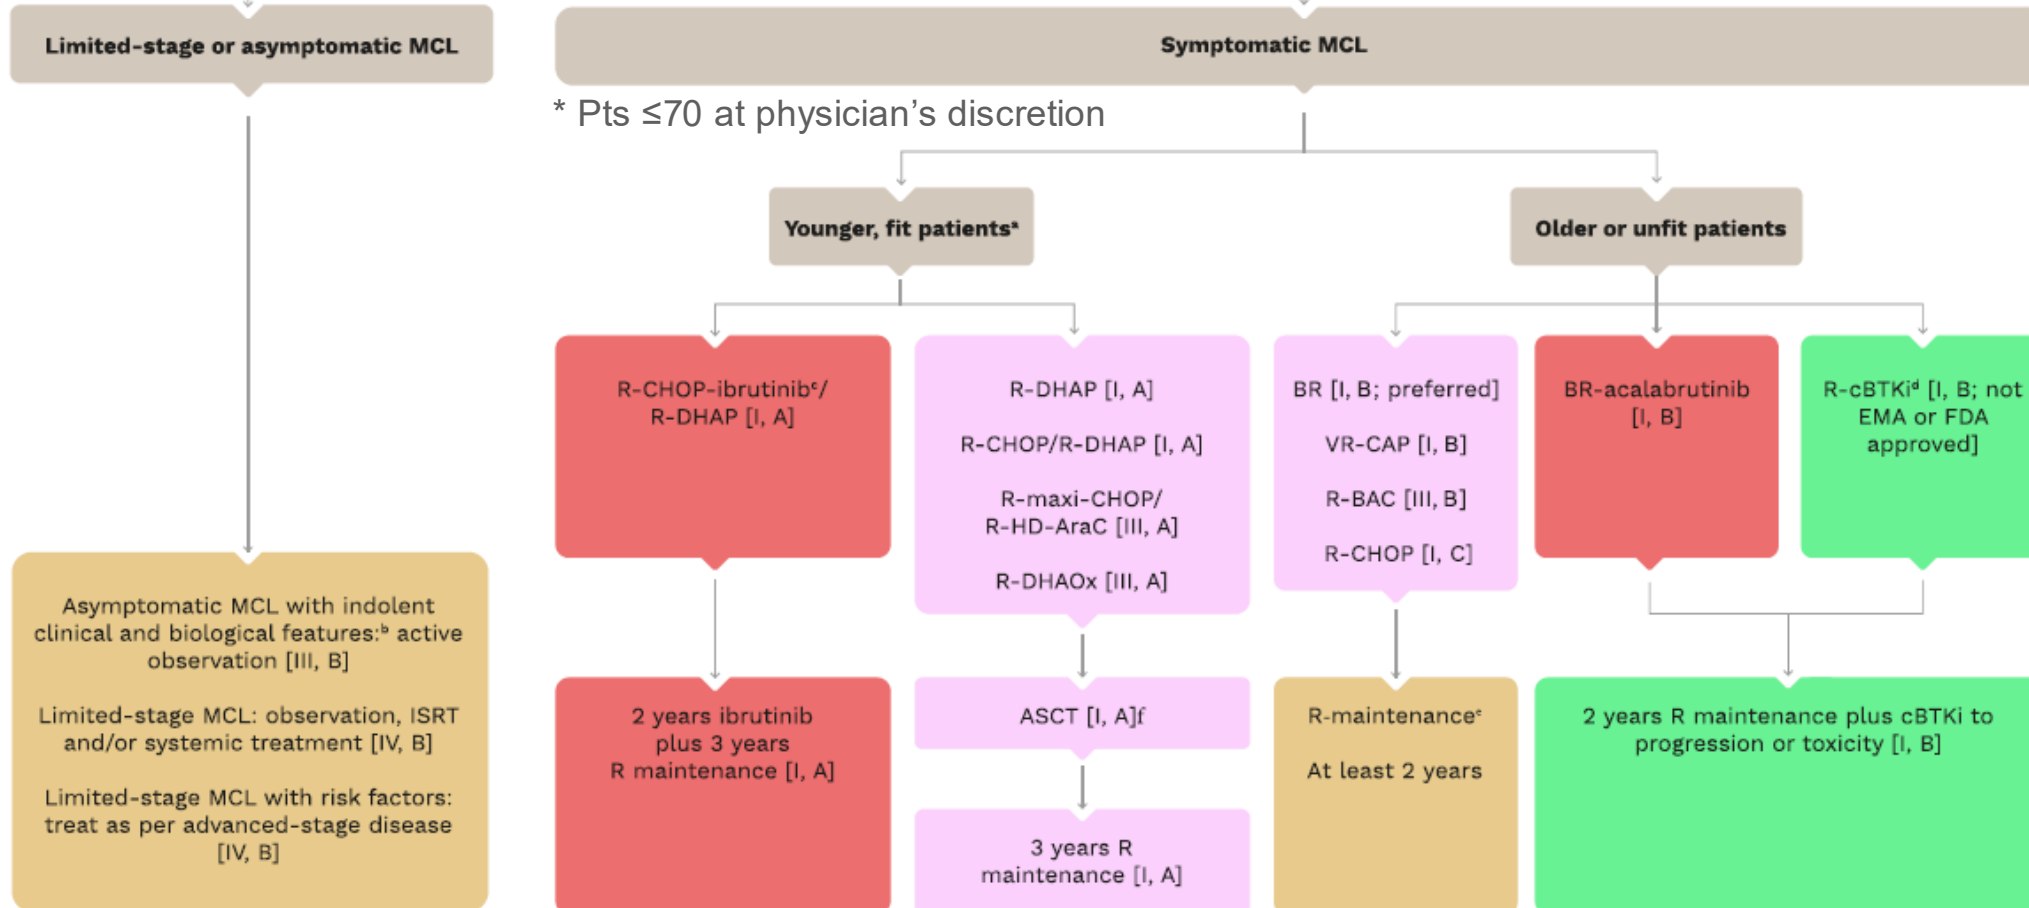 Limited-stage or asymptomatic MCL
Symptomatic MCL
* Pts ≤70 at physician's discretion
Younger, fit patientsᵃ
Older or unfit patients
R-CHOP-ibrutinibᶜ/
R-DHAP [I, A]
R-DHAP [I, A]
R-CHOP/R-DHAP [I, A]
R-maxi-CHOP/
R-HD-AraC [III, A]
R-DHAOx [III, A]
BR [I, B; preferred]
VR-CAP [I, B]
R-BAC [III, B]
R-CHOP [I, C]
BR-acalabrutinib
[I, B]
R-cBTKiᵈ [I, B; not
EMA or FDA
approved]
Asymptomatic MCL with indolent
clinical and biological features:ᵇ active
observation [III, B]
Limited-stage MCL: observation, ISRT
and/or systemic treatment [IV, B]
Limited-stage MCL with risk factors:
treat as per advanced-stage disease
[IV, B]
2 years ibrutinib
plus 3 years
R maintenance [I, A]
ASCT [I, A]f
3 years R
maintenance [I, A]
R-maintenanceᵉ
At least 2 years
2 years R maintenance plus cBTKi to
progression or toxicity [I, B]